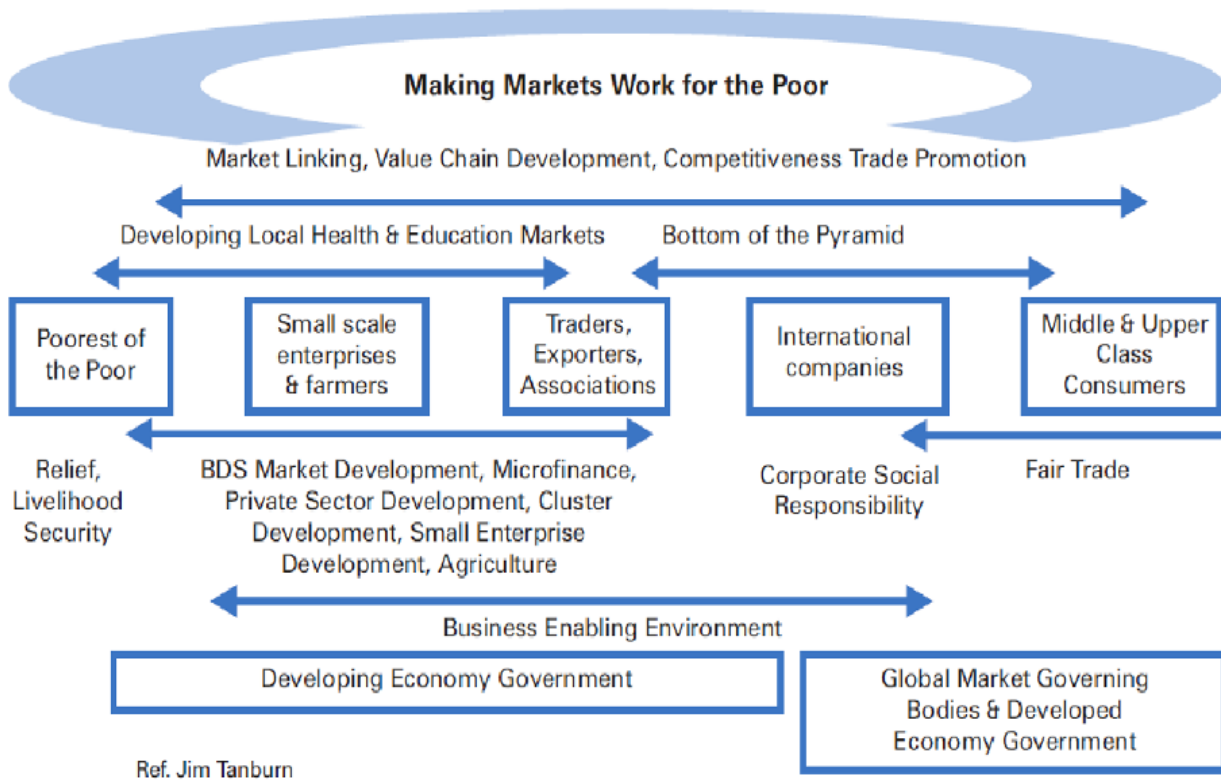 Making Markets Work for the Poor
Market Linking, Value Chain Development, Competitiveness Trade Promotion
Developing Local Health & Education Markets
Bottom of the Pyramid
Poorest of
the Poor
Small scale
enterprises
& farmers
Traders,
Exporters,
Associations
International
companies
Middle & Upper
Class
Consumers
Relief,
Livelihood
Security
BDS Market Development, Microfinance,
Private Sector Development, Cluster
Development, Small Enterprise
Development, Agriculture
Corporate Social
Responsibility
Fair Trade
Business Enabling Environment
Developing Economy Government
Global Market Governing
Bodies & Developed
Economy Government
Ref. Jim Tanburn